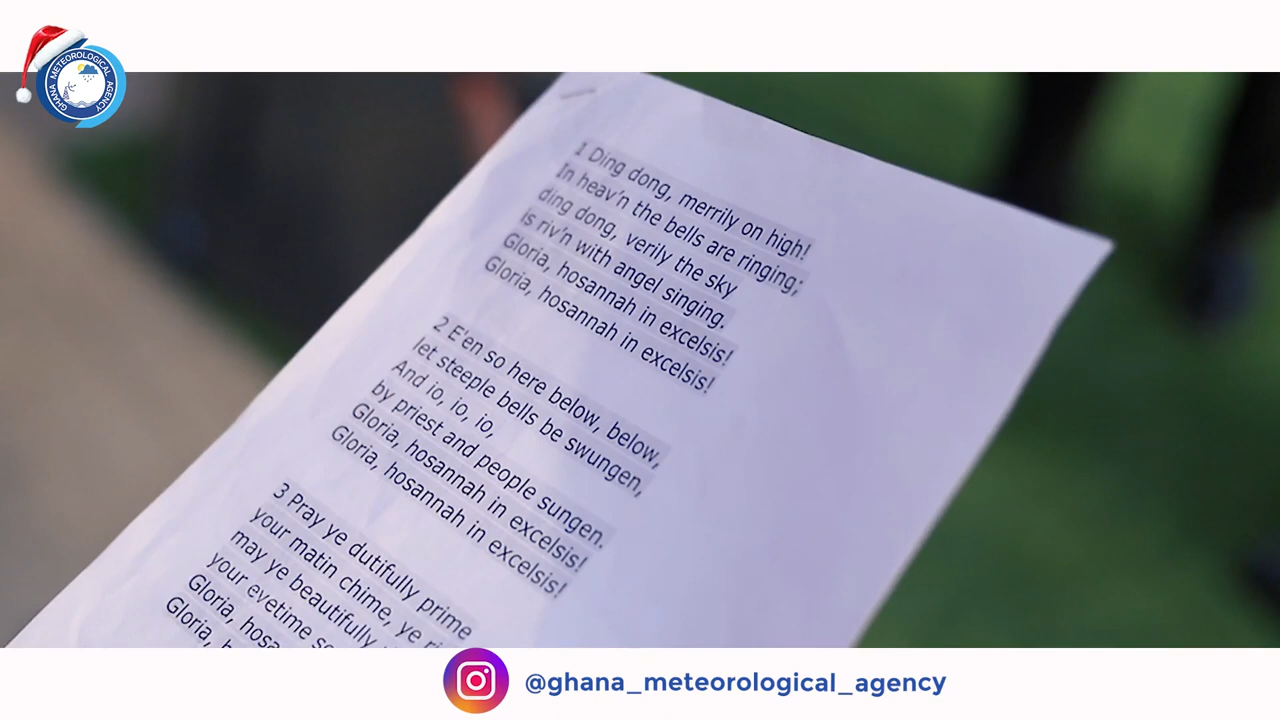 GHANA METEOROLOGICAL AGENCY
1 Ding dong, merrily on high!
In heav'n the bells are ringing;
ding dong, verily the sky
is riv'n with angel singing.
Gloria, hosannah in excelsis!
Gloria, hosannah in excelsis!
2 E'en so here below, below,
let steeple bells be swungen,
And io, io, io,
by priest and people sungen.
Gloria, hosannah in excelsis!
Gloria, hosannah in excelsis!
3 Pray ye dutifully prime
your matin chime, ye
may ye beautifully
your evetime
Gloria,
Gloria,
@ghana_meteorological_agency